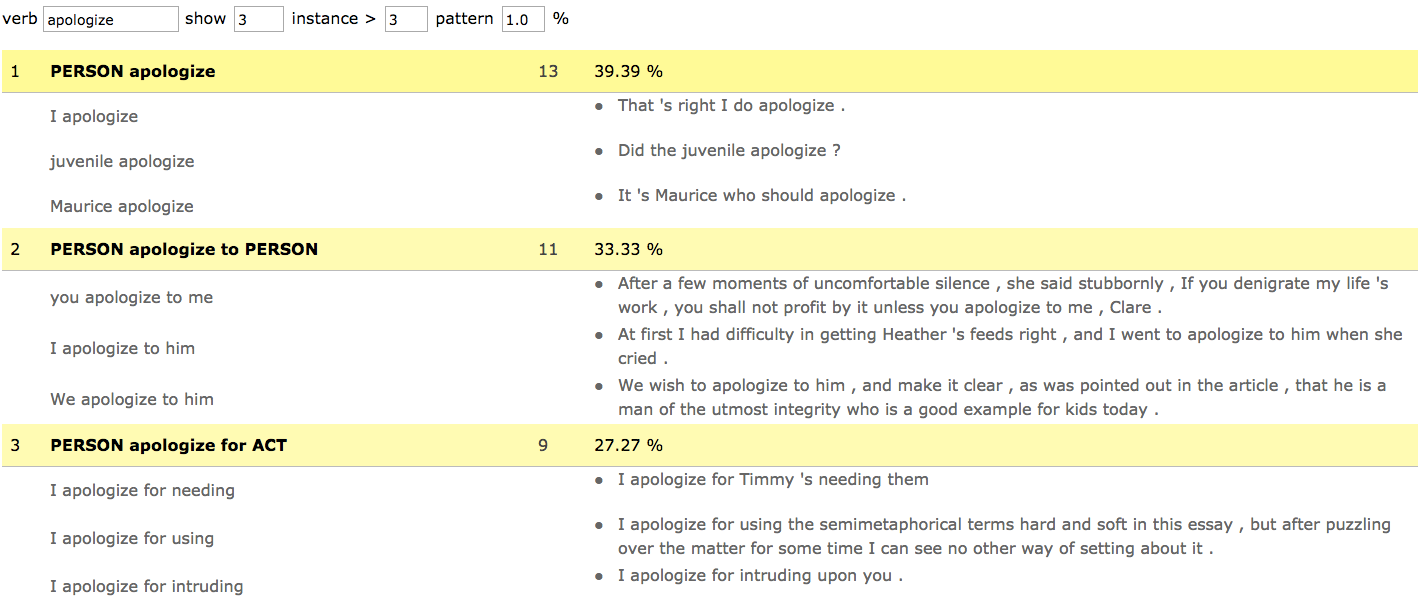 verb apologize show 3 instance > 3 pattern 1.0 %
1 PERSON apologize 13 39.39 %
I apologize • That 's right I do apologize .
juvenile apologize • Did the juvenile apologize ?
Maurice apologize • It 's Maurice who should apologize .
2 PERSON apologize to PERSON 11 33.33 %
you apologize to me • After a few moments of uncomfortable silence , she said stubbornly , If you denigrate my life 's
work , you shall not profit by it unless you apologize to me , Clare .
I apologize to him • At first I had difficulty in getting Heather 's feeds right , and I went to apologize to him when she
cried .
We apologize to him • We wish to apologize to him , and make it clear , as was pointed out in the article , that he is a
man of the utmost integrity who is a good example for kids today .
3 PERSON apologize for ACT 9 27.27 %
I apologize for needing • I apologize for Timmy 's needing them
I apologize for using • I apologize for using the semimetaphorical terms hard and soft in this essay , but after puzzling
over the matter for some time I can see no other way of setting about it .
I apologize for intruding • I apologize for intruding upon you .